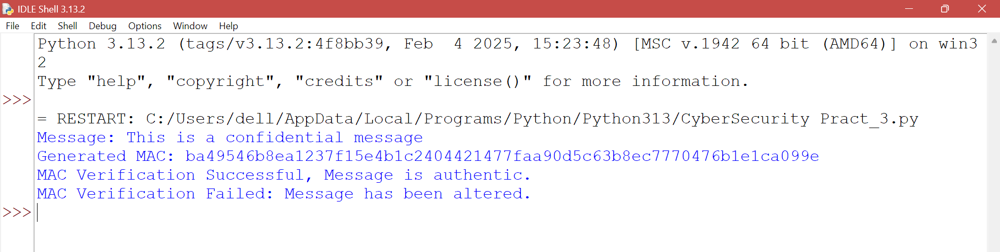 IDLE Shell 3.13.2
File Edit Shell Debug Options Window Help
Python 3.13.2 (tags/v3.13.2:4f8bb39, Feb  4 2025, 15:23:48) [MSC v.1942 64 bit (AMD64)] on win3
2
Type "help", "copyright", "credits" or "license()" for more information.
>>>
= RESTART: C:/Users/dell/AppData/Local/Programs/Python/Python313/CyberSecurity Pract_3.py
Message: This is a confidential message
Generated MAC: ba49546b8ea1237f15e4b1c2404421477faa90d5c63b8ec7770476b1e1ca099e
MAC Verification Successful, Message is authentic.
MAC Verification Failed: Message has been altered.
>>>